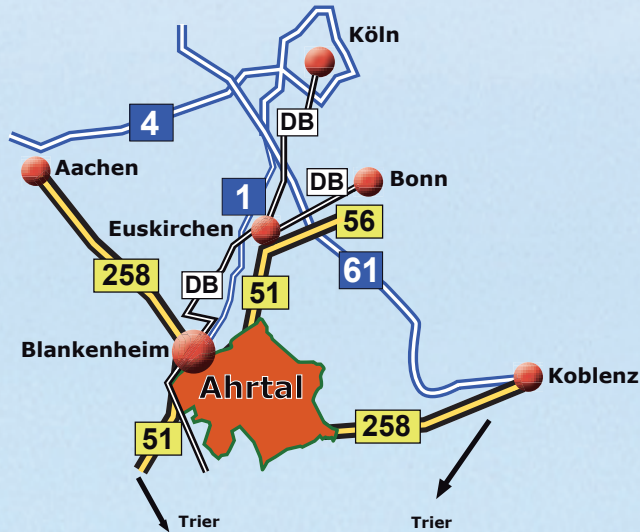 Köln
DB
4
Aachen
DB
Bonn
1
Euskirchen
56
258
DB
51
61
Blankenheim
Ahrtal
Koblenz
51
258
Trier
Trier